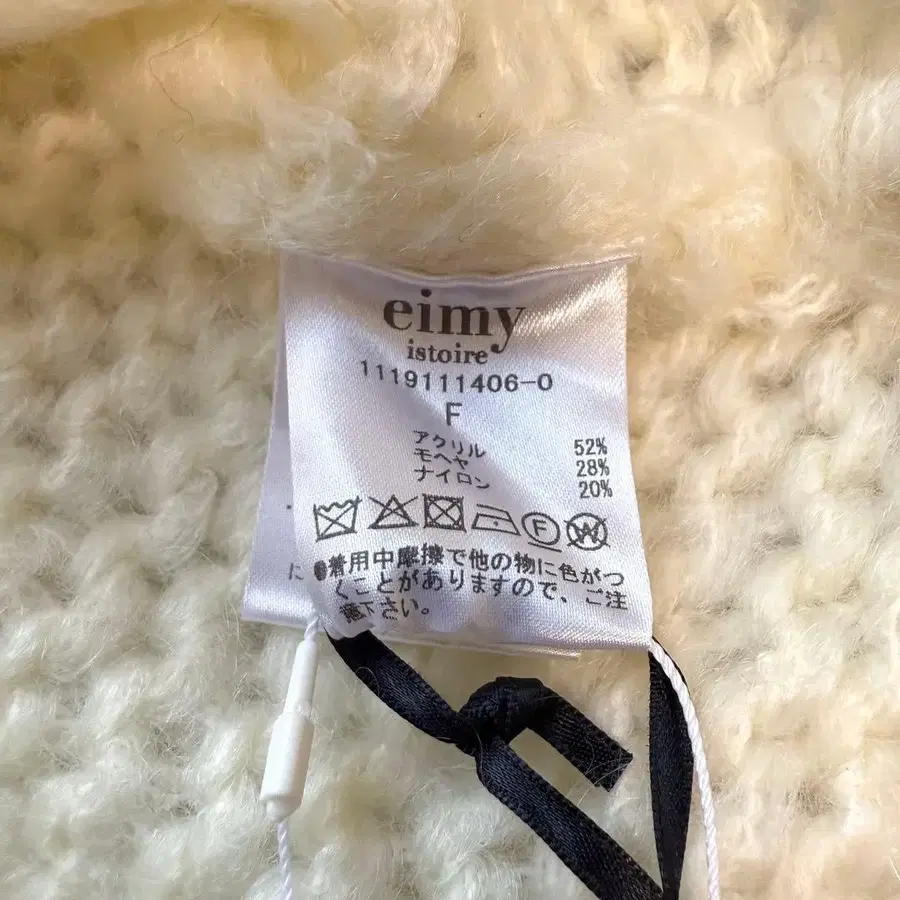 eimy
istoire
1119111406-0
F
アクリル 52%
モヘヤ 28%
ナイロン 20%
F W
に
●着用中摩擦で他の物に色がつ
くことがありますので、ご注
意下さい。